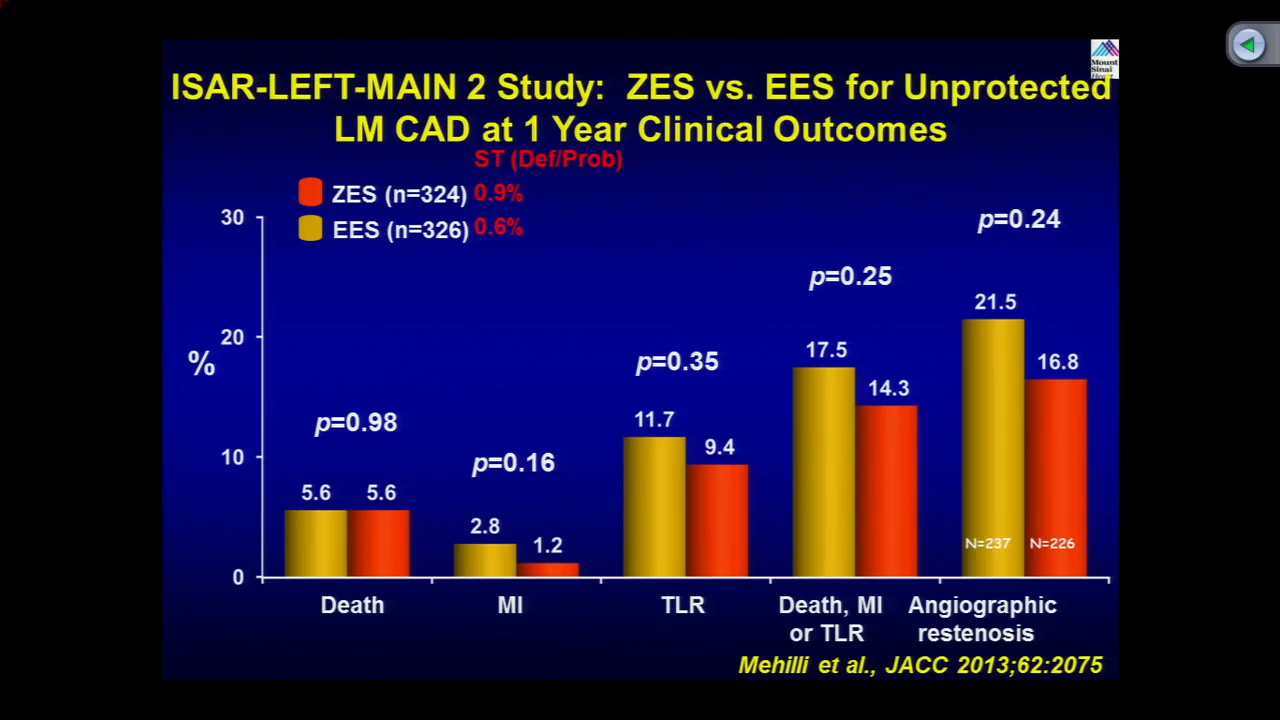 Mount
Sinai
Heart
ISAR-LEFT-MAIN 2 Study: ZES vs. EES for Unprotected
LM CAD at 1 Year Clinical Outcomes
ST (Def/Prob)
ZES (n=324) 0.9%
EES (n=326) 0.6%
%
30
20
10
0
p=0.98
5.6 5.6
p=0.16
2.8 1.2
p=0.35
11.7 9.4
p=0.25
17.5 14.3
p=0.24
21.5 16.8
N=237 N=226
Death
MI
TLR
Death, MI
or TLR
Angiographic
restenosis
Mehilli et al., JACC 2013;62:2075